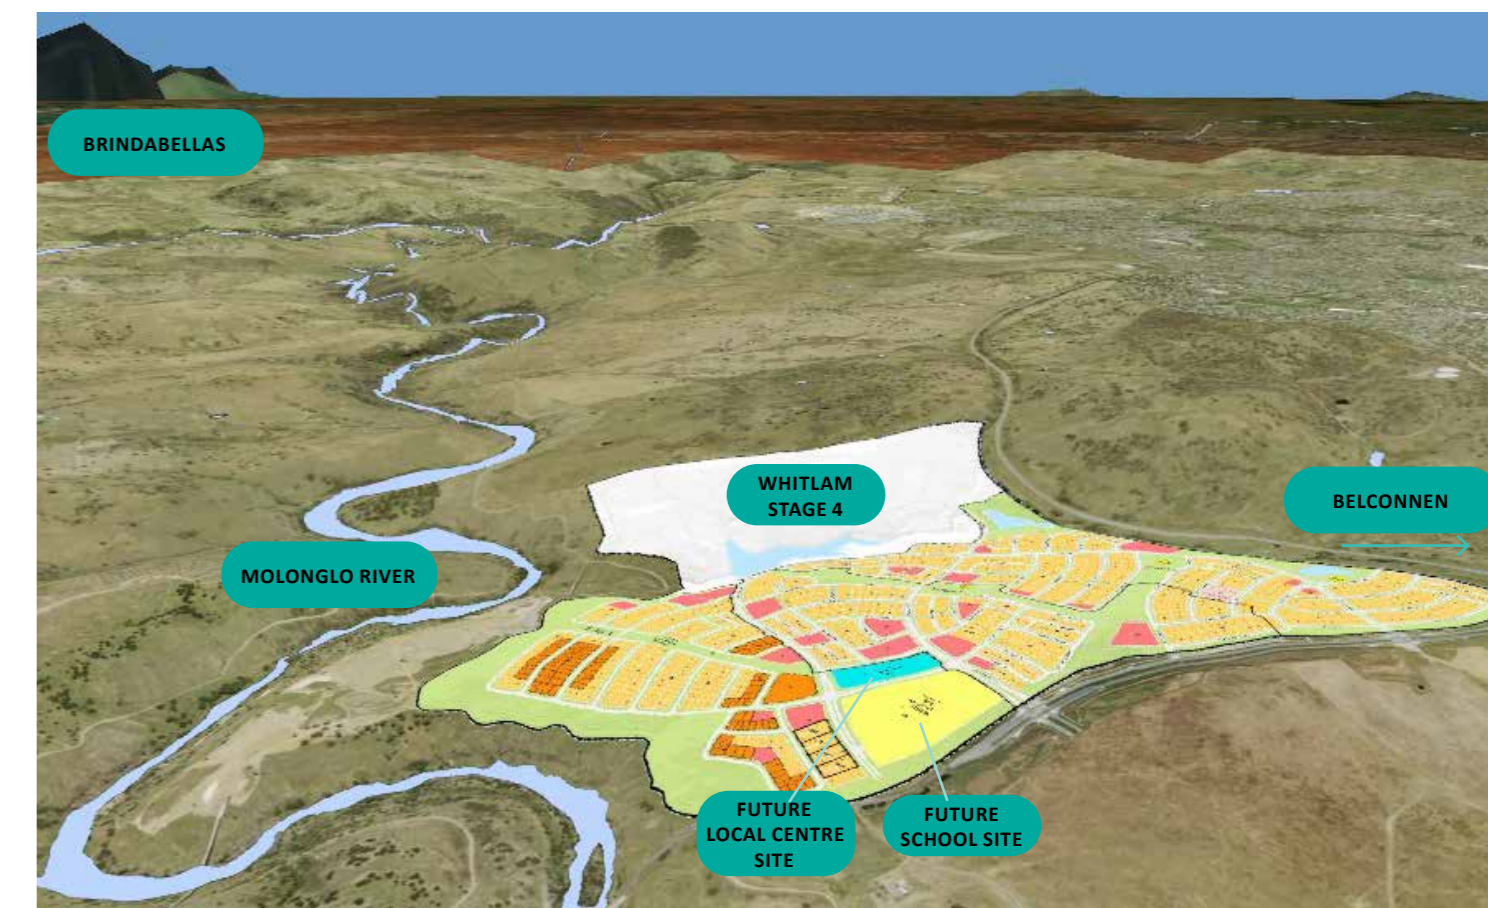 BRINDABELLAS
WHITLAM
STAGE 4
BELCONNEN
MOLONGLO RIVER
FUTURE
LOCAL CENTRE
SITE
FUTURE
SCHOOL SITE